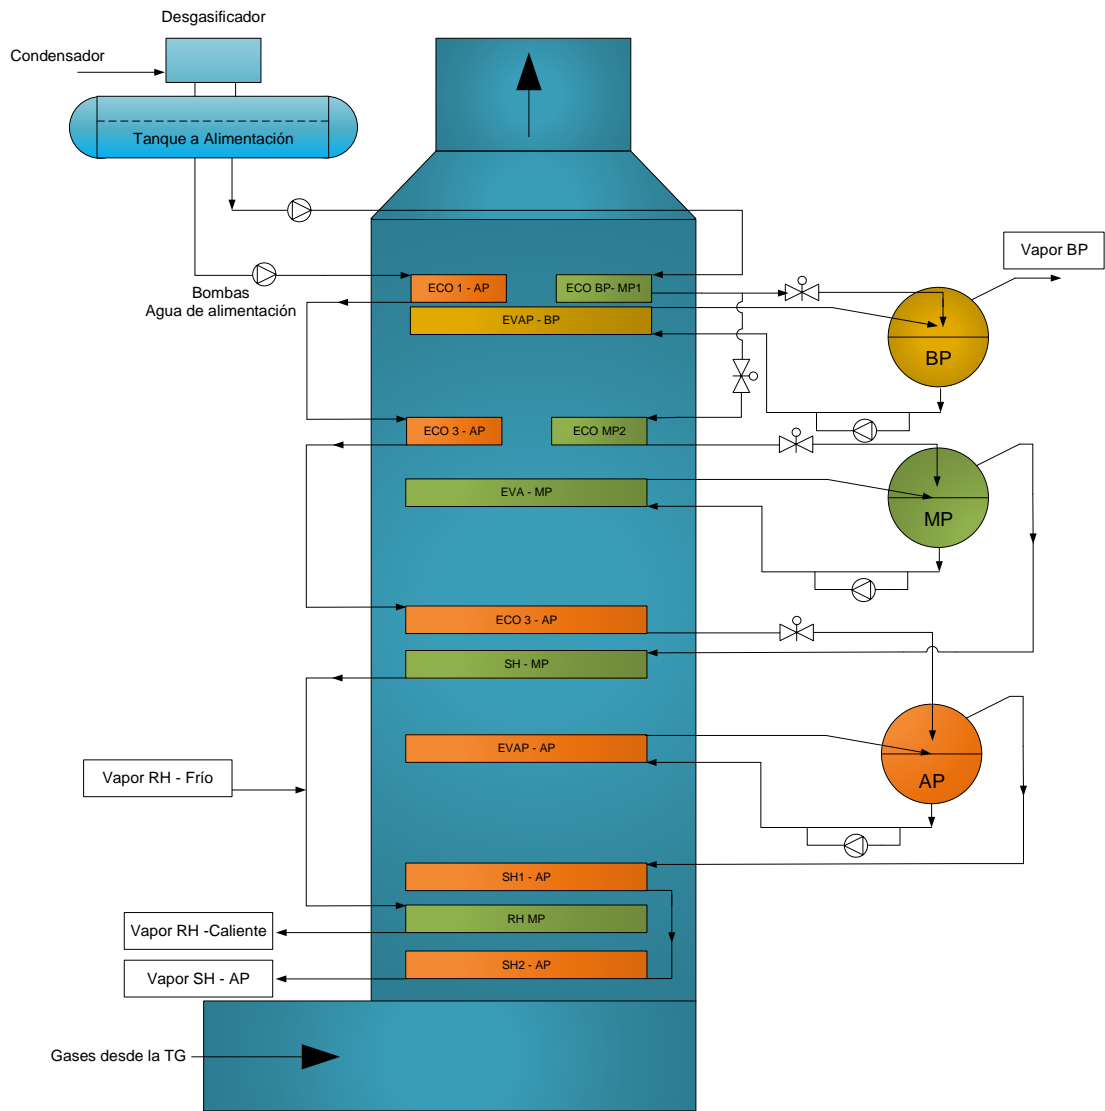 Desgasificador
Condensador
Tanque a Alimentación
Vapor BP
ECO 1 - AP
ECO BP- MP1
Bombas
Agua de alimentación
EVAP - BP
BP
ECO 3 - AP
ECO MP2
EVA - MP
MP
ECO 3 - AP
SH - MP
EVAP - AP
Vapor RH - Frío
AP
SH1 - AP
RH MP
Vapor RH -Caliente
SH2 - AP
Vapor SH - AP
Gases desde la TG